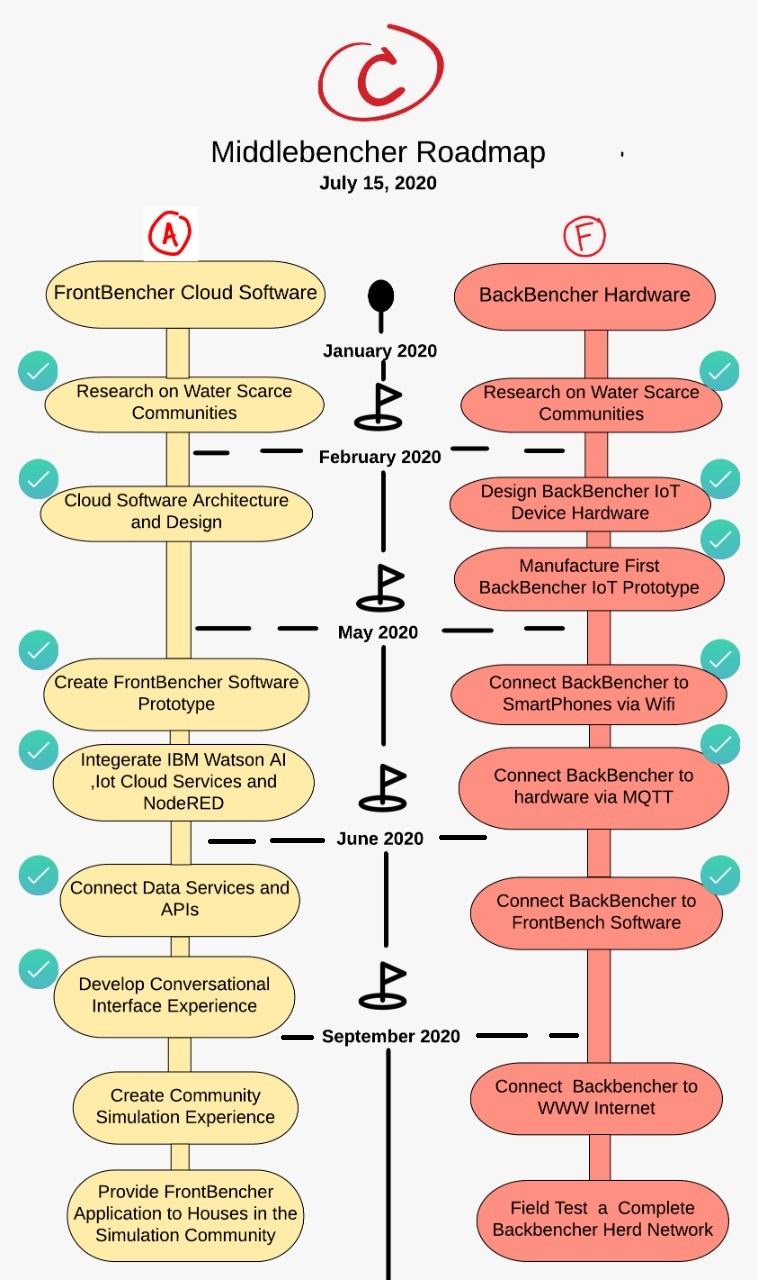 C
Middlebencher Roadmap
July 15, 2020
A
F
FrontBencher Cloud Software
BackBencher Hardware
January 2020
Research on Water Scarce
Communities
Research on Water Scarce
Communities
February 2020
Cloud Software Architecture
and Design
Design BackBencher IoT
Device Hardware
Manufacture First
BackBencher IoT Prototype
May 2020
Create FrontBencher Software
Prototype
Connect BackBencher to
SmartPhones via Wifi
Integerate IBM Watson AI
,Iot Cloud Services and
NodeRED
Connect BackBencher to
hardware via MQTT
June 2020
Connect Data Services and
APIs
Connect BackBencher to
FrontBench Software
Develop Conversational
Interface Experience
September 2020
Create Community
Simulation Experience
Connect Backbencher to
WWW Internet
Provide FrontBencher
Application to Houses in the
Simulation Community
Field Test a Complete
Backbencher Herd Network